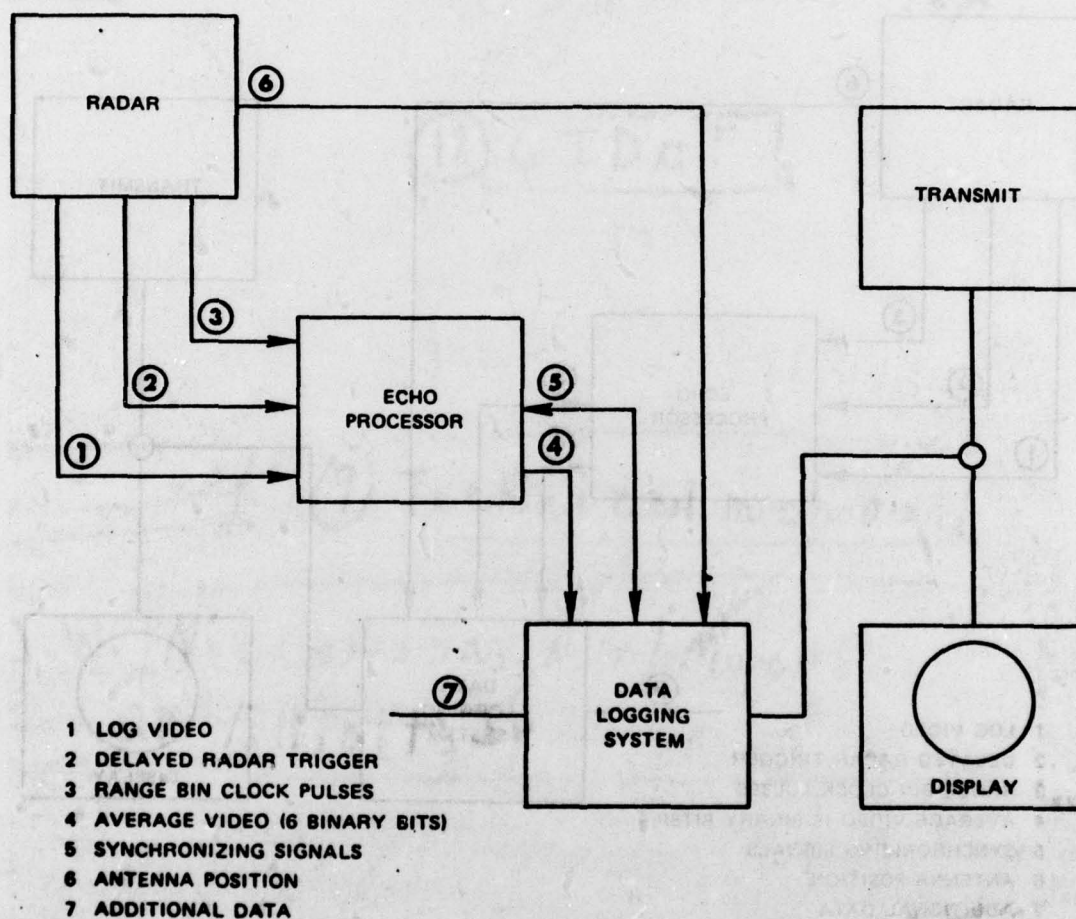 RADAR
6
TRANSMIT
3
ECHO
PROCESSOR
5
2
4
1
7
DATA
LOGGING
SYSTEM
DISPLAY
1 LOG VIDEO
2 DELAYED RADAR TRIGGER
3 RANGE BIN CLOCK PULSES
4 AVERAGE VIDEO (6 BINARY BITS)
5 SYNCHRONIZING SIGNALS
6 ANTENNA POSITION
7 ADDITIONAL DATA